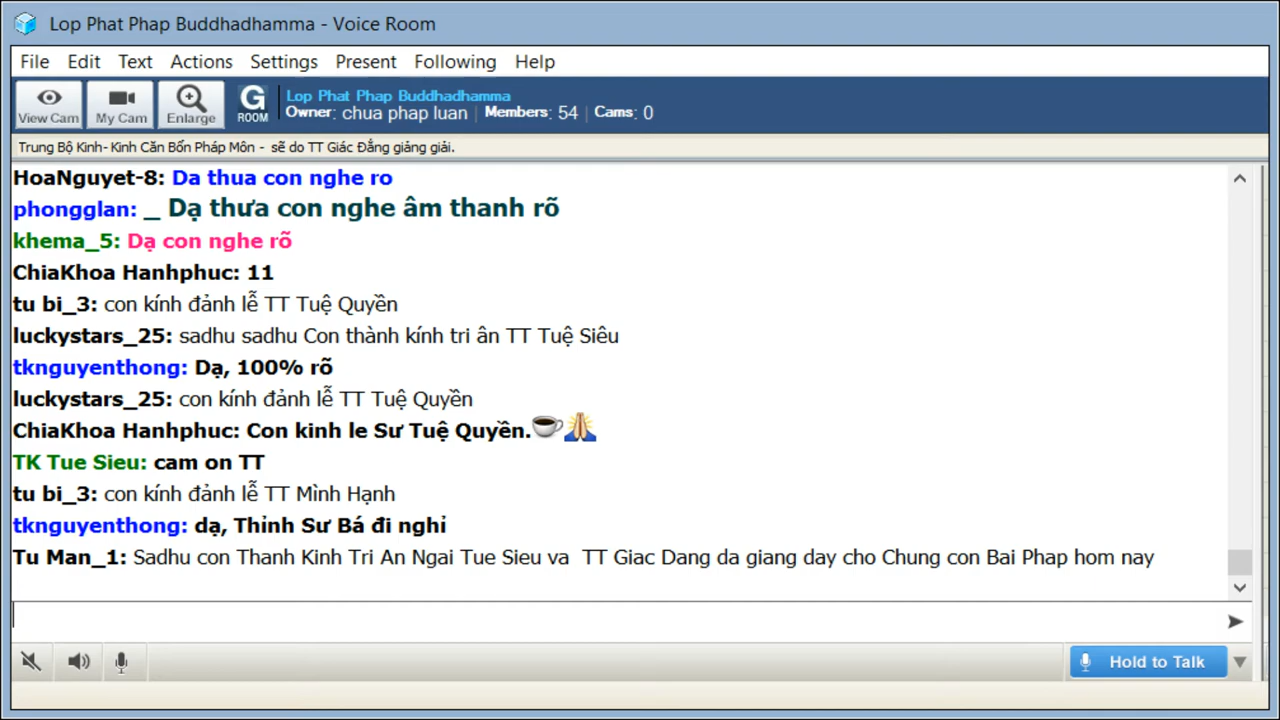 Lop Phat Phap Buddhadhamma - Voice Room
File Edit Text Actions Settings Present Following Help
View Cam My Cam Enlarge G ROOM Lop Phat Phap Buddhadhamma
Owner: chua phap luan | Members: 54 | Cams: 0
Trung Bộ Kinh- Kinh Căn Bổn Pháp Môn - sẽ do TT Giác Đẳng giảng giải.
HoaNguyet-8: Da thua con nghe ro
phongglan: _ Dạ thưa con nghe âm thanh rõ
khema_5: Dạ con nghe rõ
ChiaKhoa Hanhphuc: 11
tu bi_3: con kính đảnh lễ TT Tuệ Quyền
luckystars_25: sadhu sadhu Con thành kính tri ân TT Tuệ Siêu
tknguyenthong: Dạ, 100% rõ
luckystars_25: con kính đảnh lễ TT Tuệ Quyền
ChiaKhoa Hanhphuc: Con kinh le Sư Tuệ Quyền.
TK Tue Sieu: cam on TT
tu bi_3: con kính đảnh lễ TT Mình Hạnh
tknguyenthong: dạ, Thỉnh Sư Bá đi nghỉ
Tu Man_1: Sadhu con Thanh Kinh Tri An Ngai Tue Sieu va TT Giac Dang da giang day cho Chung con Bai Phap hom nay
Hold to Talk